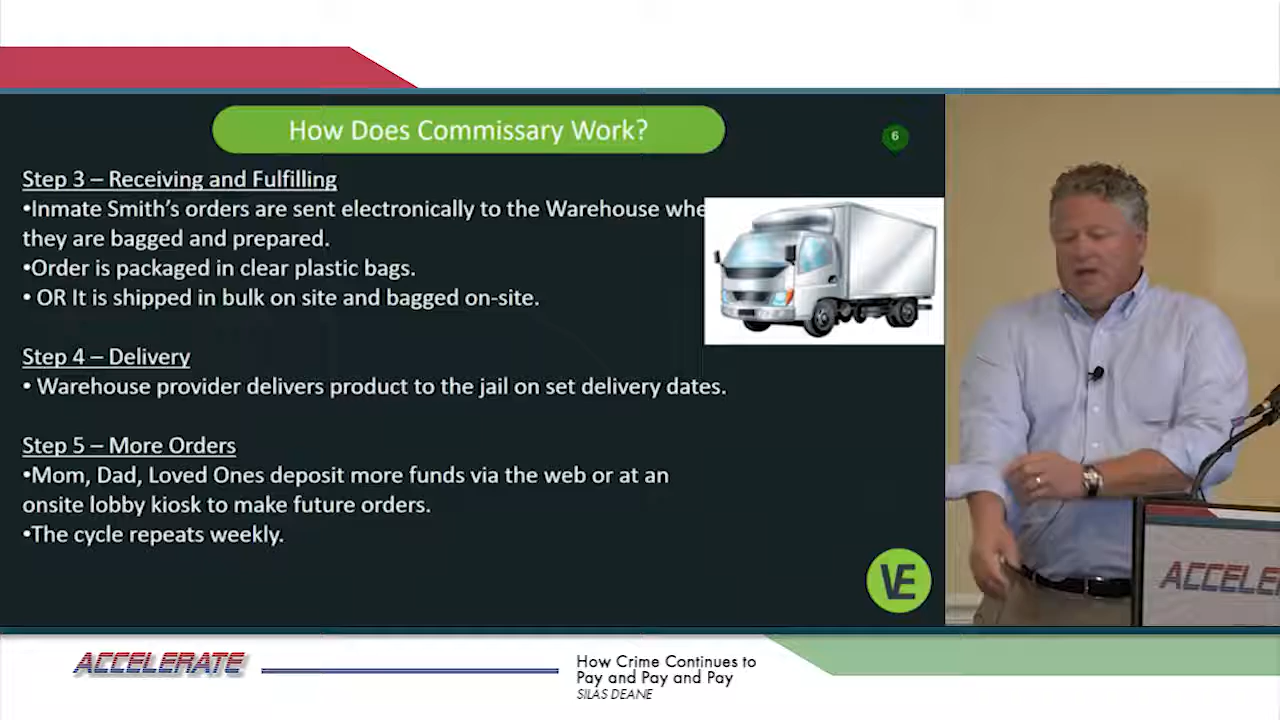 How Does Commissary Work?
6
Step 3 – Receiving and Fulfilling
•Inmate Smith's orders are sent electronically to the Warehouse
they are bagged and prepared.
•Order is packaged in clear plastic bags.
• OR It is shipped in bulk on site and bagged on-site.
Step 4 – Delivery
• Warehouse provider delivers product to the jail on set delivery dates.
Step 5 – More Orders
•Mom, Dad, Loved Ones deposit more funds via the web or at an
onsite lobby kiosk to make future orders.
•The cycle repeats weekly.
VE
ACCELE
ACCELERATE
How Crime Continues to
Pay and Pay and Pay
SILAS DEANE